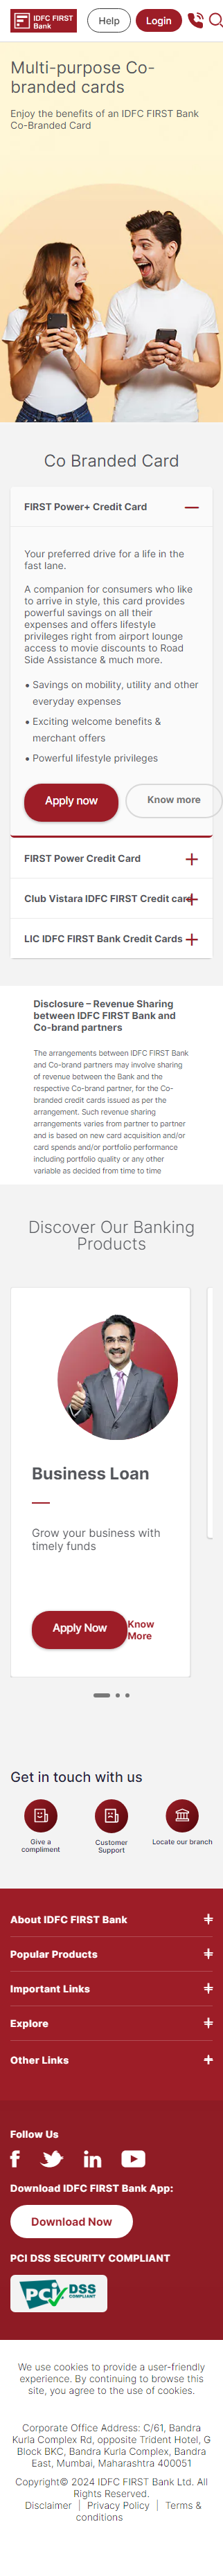 IDFC FIRST
Bank
Help
Login
Multi-purpose Co-
branded cards
Enjoy the benefits of an IDFC FIRST Bank
Co-Branded Card
Co Branded Card
FIRST Power+ Credit Card
Your preferred drive for a life in the
fast lane.
A companion for consumers who like
to arrive in style, this card provides
powerful savings on all their
expenses and offers lifestyle
privileges right from airport lounge
access to movie discounts to Road
Side Assistance & much more.
• Savings on mobility, utility and other
everyday expenses
• Exciting welcome benefits &
merchant offers
• Powerful lifestyle privileges
Apply now
Know more
FIRST Power Credit Card
Club Vistara IDFC FIRST Credit card
LIC IDFC FIRST Bank Credit Cards
Disclosure – Revenue Sharing
between IDFC FIRST Bank and
Co-brand partners
The arrangements between IDFC FIRST Bank
and Co-brand partners may involve sharing
of revenue between the Bank and the
respective Co-brand partner, for the Co-
branded credit cards issued as per the
arrangement. Such revenue sharing
arrangements varies from partner to partner
and is based on new card acquisition and/or
card spends and/or portfolio performance
including portfolio quality or any other
variable as decided from time to time
Discover Our Banking
Products
Business Loan
Grow your business with
timely funds
Apply Now
Know
More
Get in touch with us
Give a
compliment
Customer
Support
Locate our branch
About IDFC FIRST Bank
Popular Products
Important Links
Explore
Other Links
Follow Us
Download IDFC FIRST Bank App:
Download Now
PCI DSS SECURITY COMPLIANT
PCI DSS
COMPLIANT
We use cookies to provide a user-friendly
experience. By continuing to browse this
site, you agree to the use of cookies.
Corporate Office Address: C/61, Bandra
Kurla Complex Rd, opposite Trident Hotel, G
Block BKC, Bandra Kurla Complex, Bandra
East, Mumbai, Maharashtra 400051
Copyright© 2024 IDFC FIRST Bank Ltd. All
Rights Reserved.
Disclaimer | Privacy Policy | Terms &
conditions